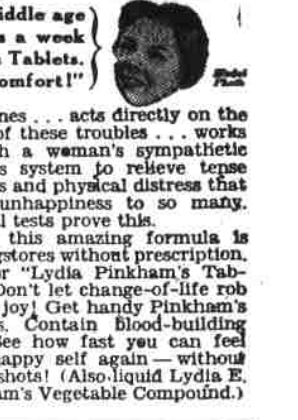 iddle age
s a week
Tablets.
omfort!"
Model
Photo
nes . . . acts directly on the
of these troubles . . . works
h a woman's sympathetic
s system to relieve tense
s and physical distress that
unhappiness to so many.
l tests prove this.
this amazing formula is
gstores without prescription.
or "Lydia Pinkham's Tab-
Don't let change-of-life rob
joy! Get handy Pinkham's
s. Contain blood-building
See how fast you can feel
appy self again — without
shots! (Also liquid Lydia E.
am's Vegetable Compound.)